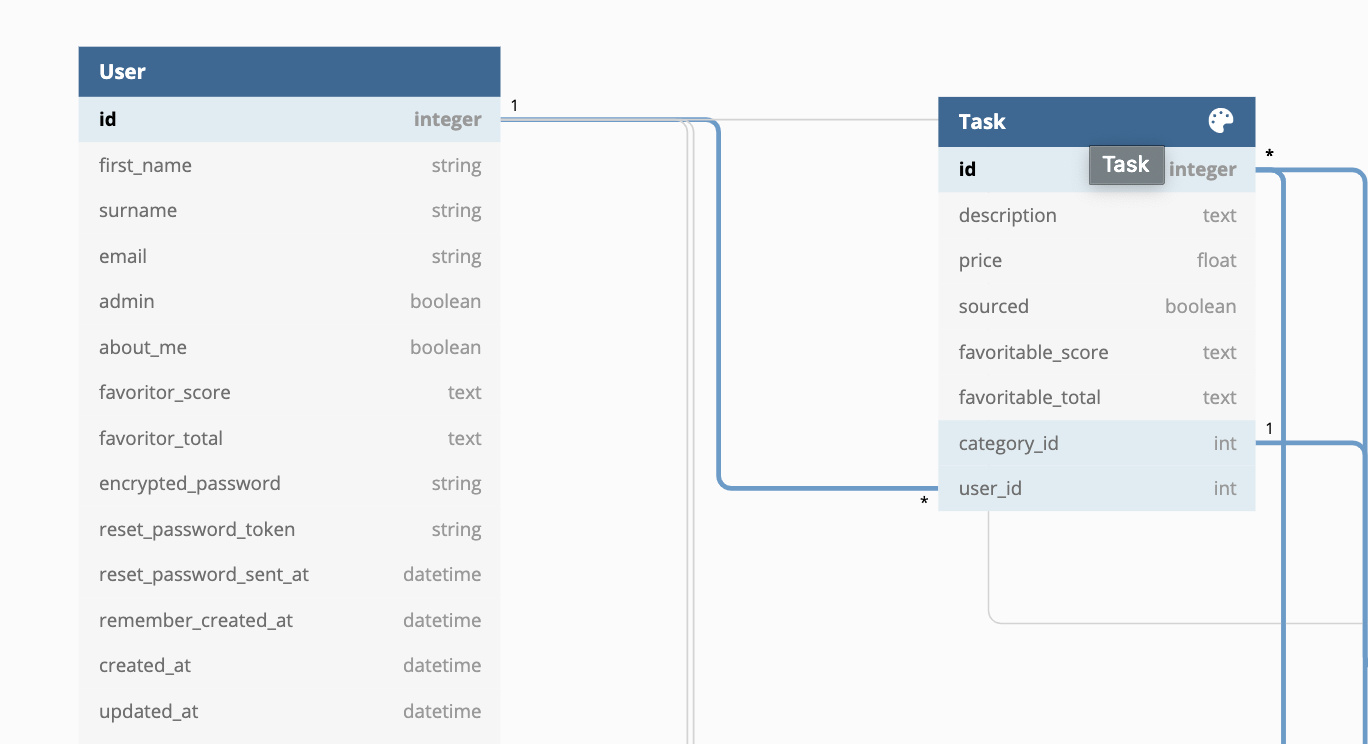 User
id integer
first_name string
surname string
email string
admin boolean
about_me boolean
favoritor_score text
favoritor_total text
encrypted_password string
reset_password_token string
reset_password_sent_at datetime
remember_created_at datetime
created_at datetime
updated_at datetime
1
Task
Task
id integer
description text
price float
sourced boolean
favoritable_score text
favoritable_total text
category_id int
user_id int
*
1
*